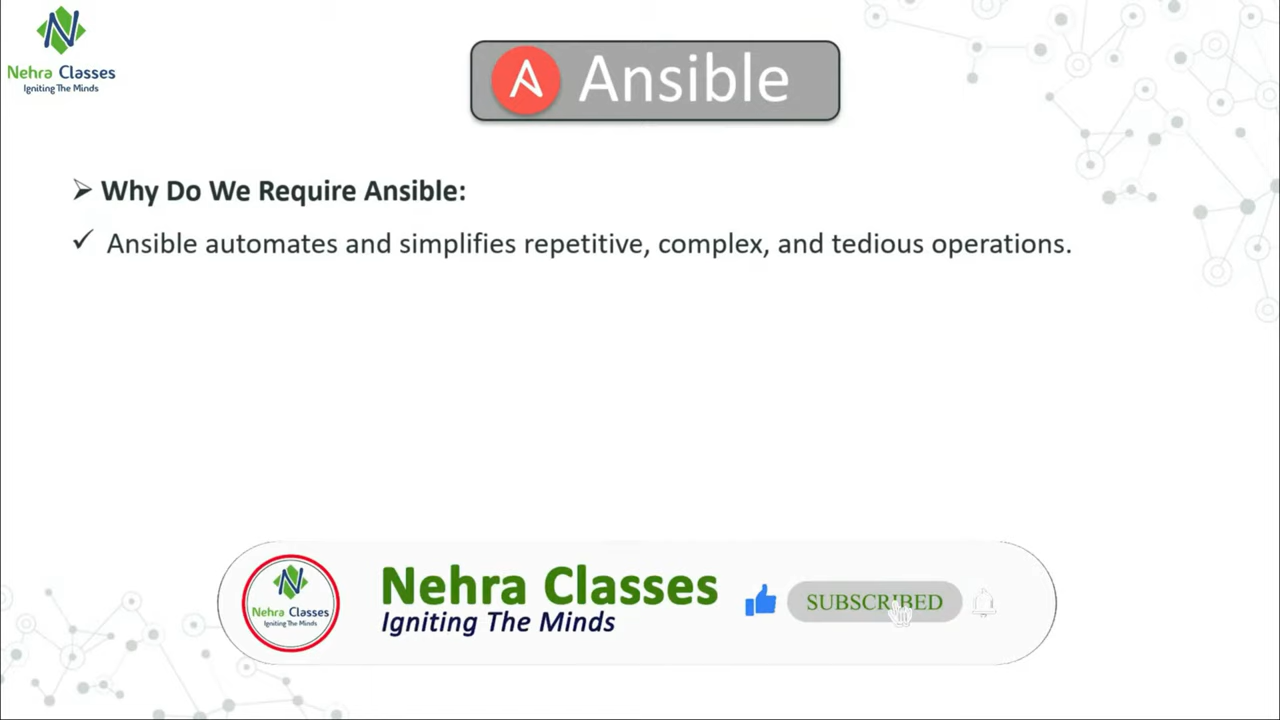 Nehra Classes
Igniting The Minds
Ansible
Why Do We Require Ansible:
Ansible automates and simplifies repetitive, complex, and tedious operations.
Nehra Classes
Igniting The Minds
Nehra Classes
Igniting The Minds
SUBSCRIBED